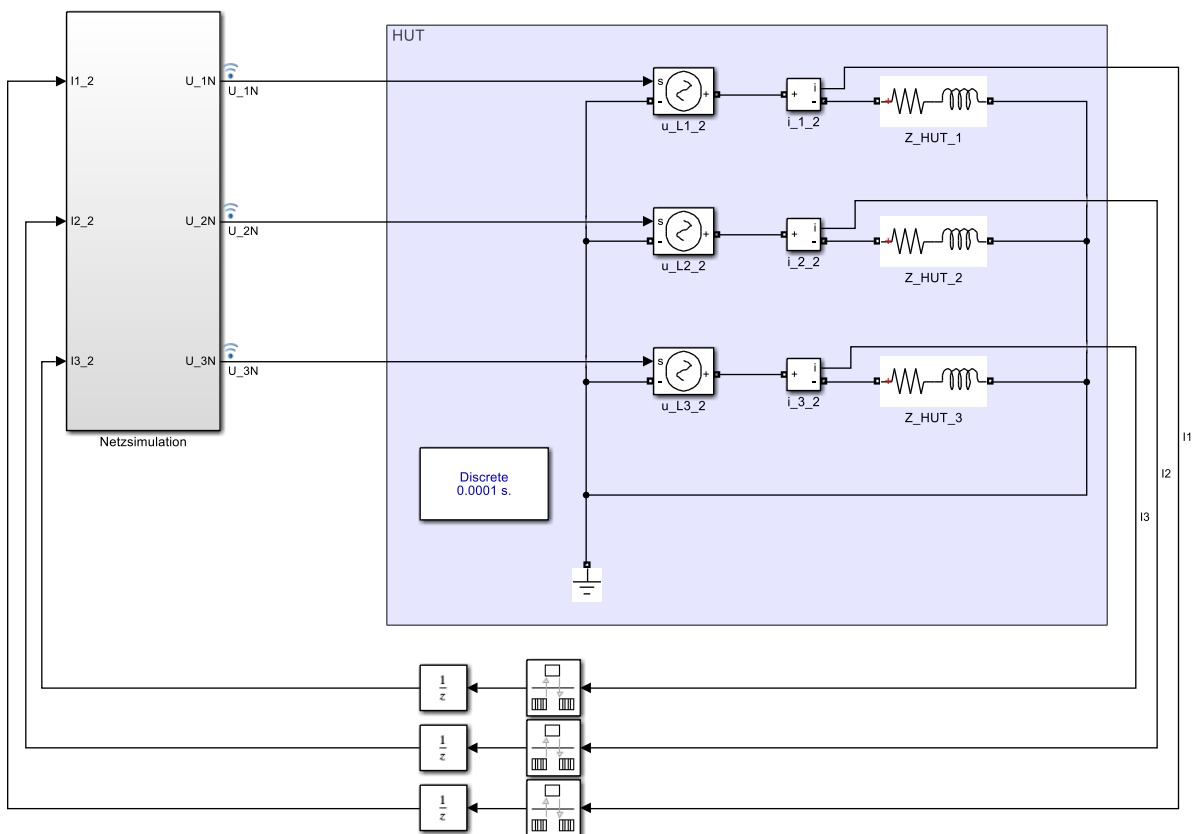 HUT
I1_2
U_1N
U_1N
s
-
+
u_L1_2
+
i
-
i_1_2
+
Z_HUT_1
I2_2
U_2N
U_2N
s
-
+
u_L2_2
+
i
-
i_2_2
+
Z_HUT_2
I3_2
U_3N
U_3N
s
-
+
u_L3_2
+
i
-
i_3_2
+
Z_HUT_3
Netzsimulation
I1
I2
I3
Discrete
0.0001 s.
1
z
1
z
1
z